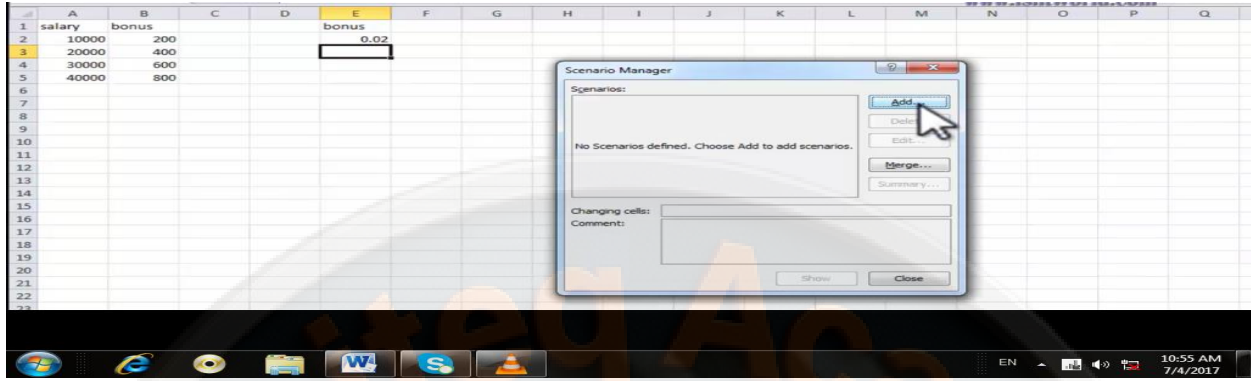 A B C D E F G H I J K L M N O P Q
1 salary bonus bonus
2 10000 200 0.02
3 20000 400
4 30000 600
5 40000 800
6
7
8
9
10
11
12
13
14
15
16
17
18
19
20
21
22
23
Scenario Manager
Scenarios:
No Scenarios defined. Choose Add to add scenarios.
Add...
Delete
Edit...
Merge...
Summary...
Changing cells:
Comment:
Show Close
EN
10:55 AM
7/4/2017